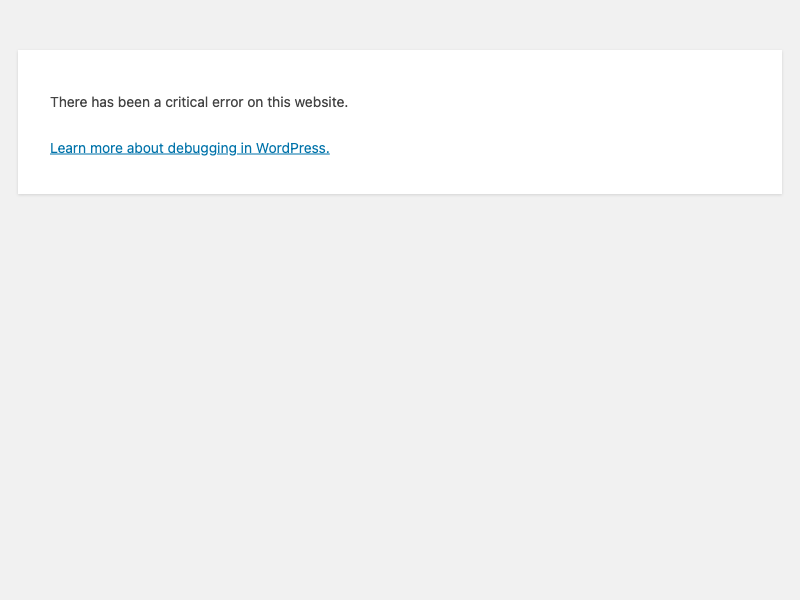 There has been a critical error on this website.
Learn more about debugging in WordPress.